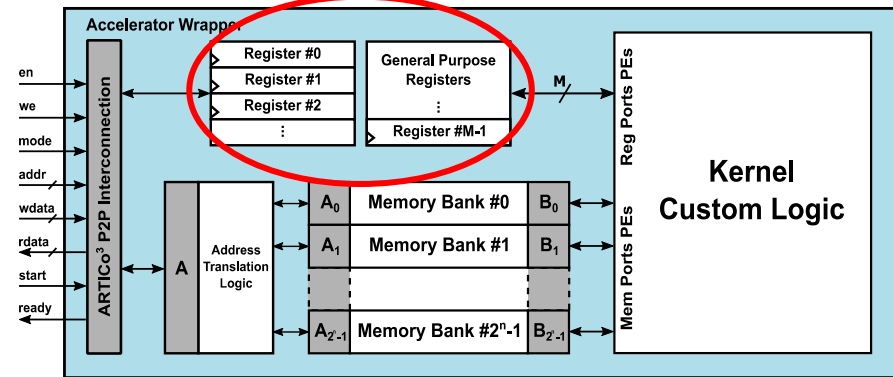 Accelerator Wrapper
en
we
mode
addr
wdata
rdata
start
ready
ARTICo³ P2P Interconnection
Register #0
Register #1
Register #2
⋮
General Purpose
Registers
⋮
Register #M-1
M
Reg Ports PEs
Mem Ports PEs
Kernel
Custom Logic
A
Address
Translation
Logic
A₀ Memory Bank #0 B₀
A₁ Memory Bank #1 B₁
A₂ⁿ₋₁ Memory Bank #2ⁿ-1 B₂ⁿ₋₁